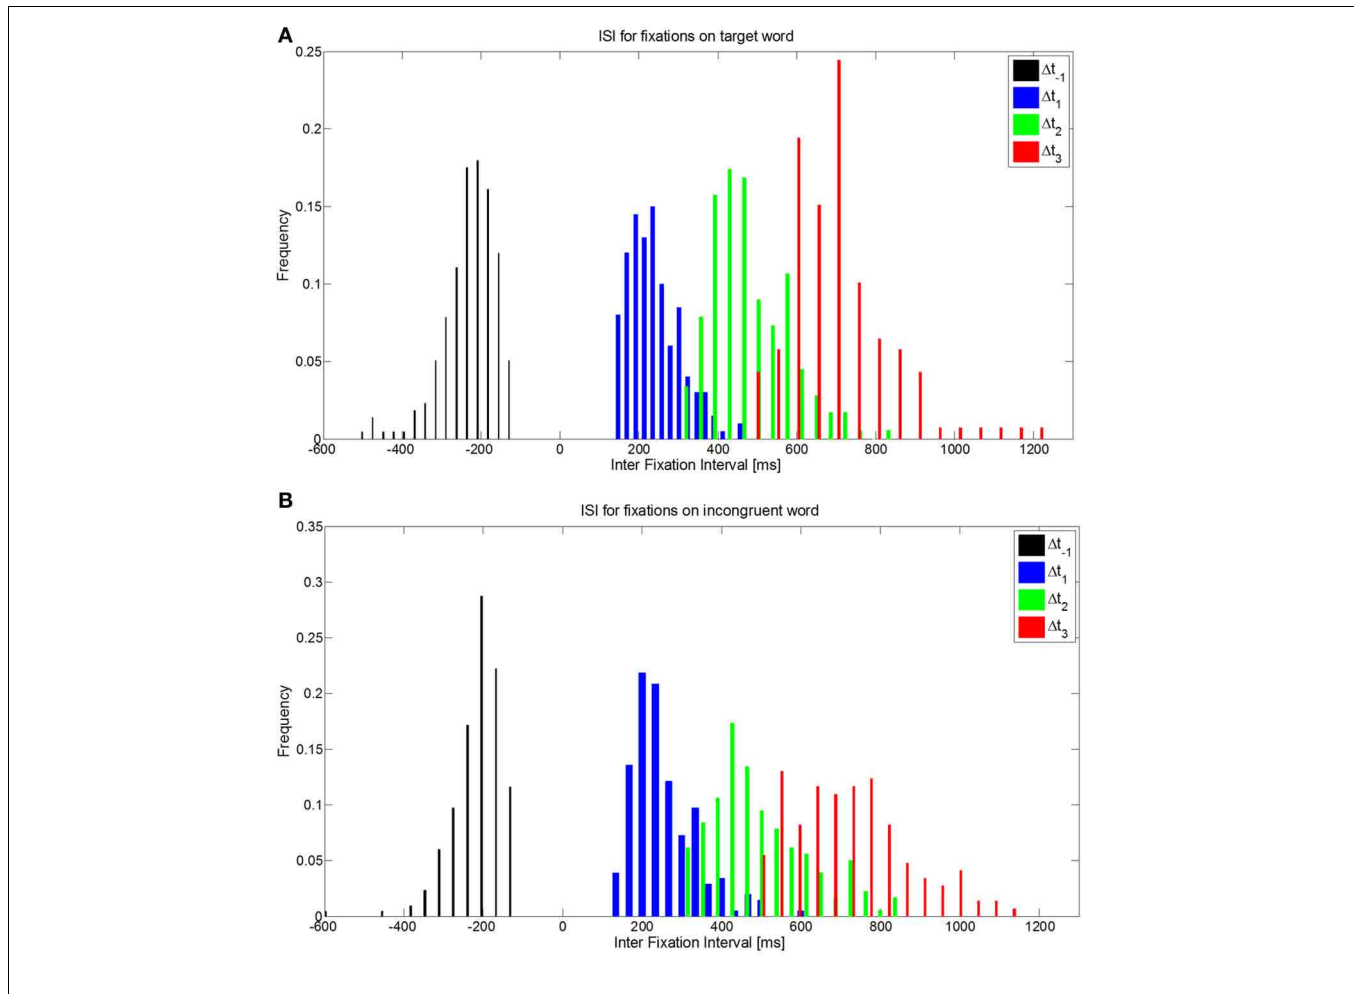 A
ISI for fixations on target word
0.25
0.2
0.15
0.1
0.05
0
Frequency
-600 -400 -200 0 200 400 600 800 1000 1200
Inter Fixation Interval [ms]
Δt-1
Δt1
Δt2
Δt3
B
ISI for fixations on incongruent word
0.35
0.3
0.25
0.2
0.15
0.1
0.05
0
Frequency
-600 -400 -200 0 200 400 600 800 1000 1200
Inter Fixation Interval [ms]
Δt-1
Δt1
Δt2
Δt3